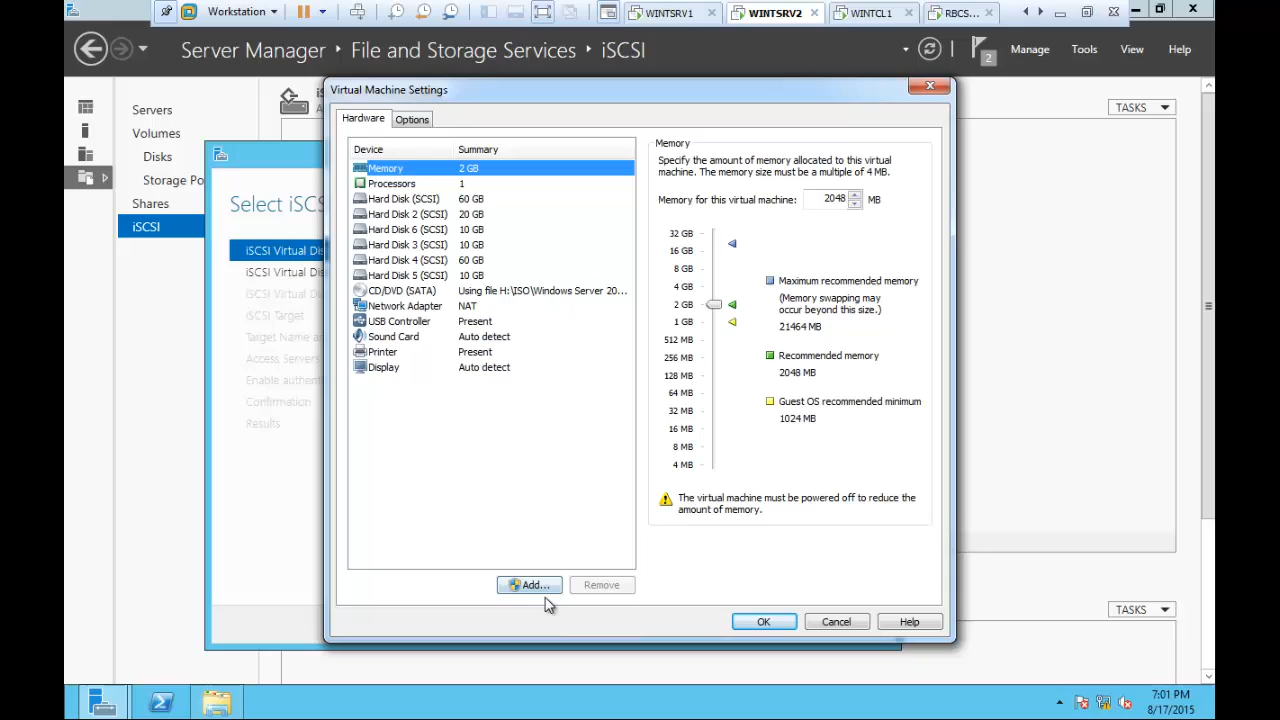 Workstation
WINTSRV1
WINTSRV2
WINTCL1
RBCS...
Server Manager ‣ File and Storage Services ‣ iSCSI
2
Manage
Tools
View
Help
Servers
Volumes
Disks
Storage Po
Shares
iSCSI
TASKS
Select iSCS
iSCSI Virtual Dis
iSCSI Virtual Dis
iSCSI Virtual Dis
iSCSI Target
Target Name an
Access Servers
Enable authent
Confirmation
Results
Virtual Machine Settings
Hardware
Options
Device Summary
Memory 2 GB
Processors 1
Hard Disk (SCSI) 60 GB
Hard Disk 2 (SCSI) 20 GB
Hard Disk 6 (SCSI) 10 GB
Hard Disk 3 (SCSI) 10 GB
Hard Disk 4 (SCSI) 60 GB
Hard Disk 5 (SCSI) 10 GB
CD/DVD (SATA) Using file H:\ISO\Windows Server 20...
Network Adapter NAT
USB Controller Present
Sound Card Auto detect
Printer Present
Display Auto detect
Add...
Remove
Memory
Specify the amount of memory allocated to this virtual
machine. The memory size must be a multiple of 4 MB.
Memory for this virtual machine: 2048 MB
32 GB
16 GB
8 GB
4 GB
2 GB
1 GB
512 MB
256 MB
128 MB
64 MB
32 MB
16 MB
8 MB
4 MB
Maximum recommended memory
(Memory swapping may
occur beyond this size.)
21464 MB
Recommended memory
2048 MB
Guest OS recommended minimum
1024 MB
The virtual machine must be powered off to reduce the
amount of memory.
OK
Cancel
Help
TASKS
7:01 PM
8/17/2015